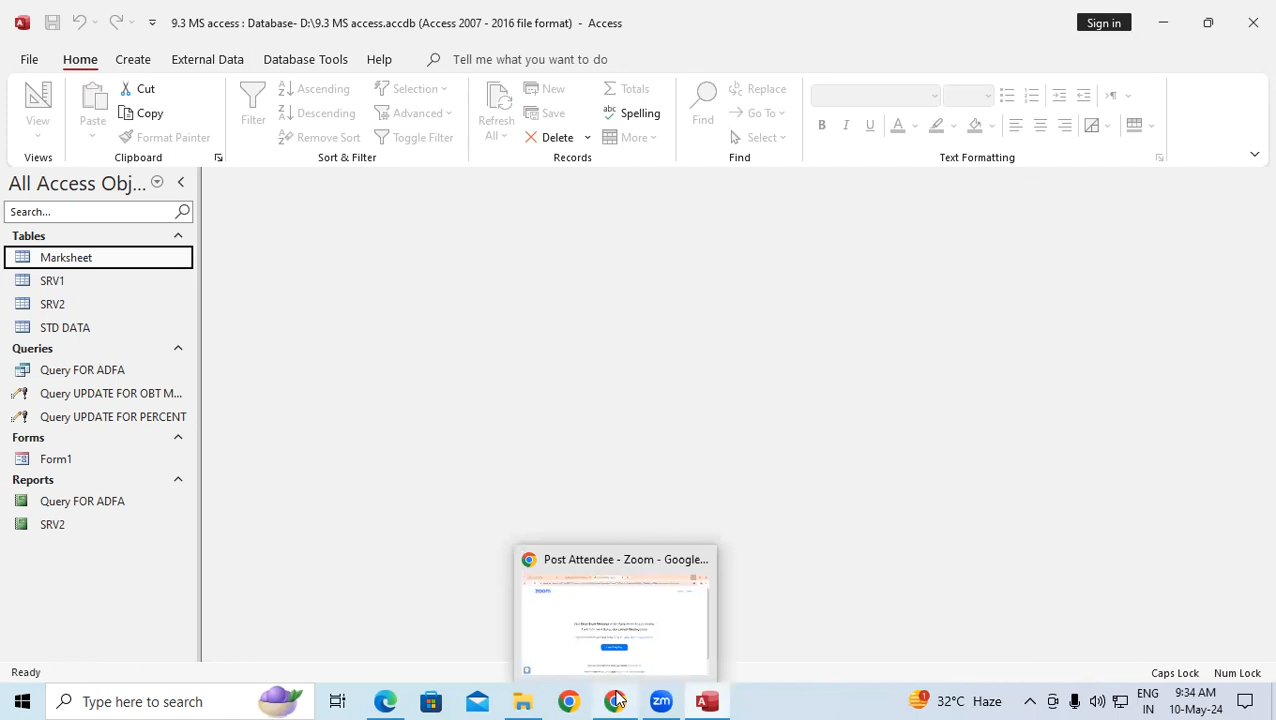 9.3 MS access : Database- D:\9.3 MS access.accdb (Access 2007 - 2016 file format) - Access
Sign in
File Home Create External Data Database Tools Help Tell me what you want to do
View
Views
Paste
Cut
Copy
Format Painter
Clipboard
Filter
Ascending
Descending
Remove Sort
Selection
Advanced
Toggle Filter
Sort & Filter
Refresh
All
New
Save
Delete
Totals
Spelling
More
Records
Find
Replace
Go To
Select
Find
B I U A
Text Formatting
All Access Obj...
Search...
Tables
Marksheet
SRV1
SRV2
STD DATA
Queries
Query FOR ADFA
Query UPDATE FOR OBT M...
Query UPDATE FOR PERCENT
Forms
Form1
Reports
Query FOR ADFA
SRV2
Post Attendee - Zoom - Google...
zoom
Ready
Caps Lock Num Lock
Type here to search
zm
1
32°C Haze
ENG
IN
9:34 AM
10-May-24